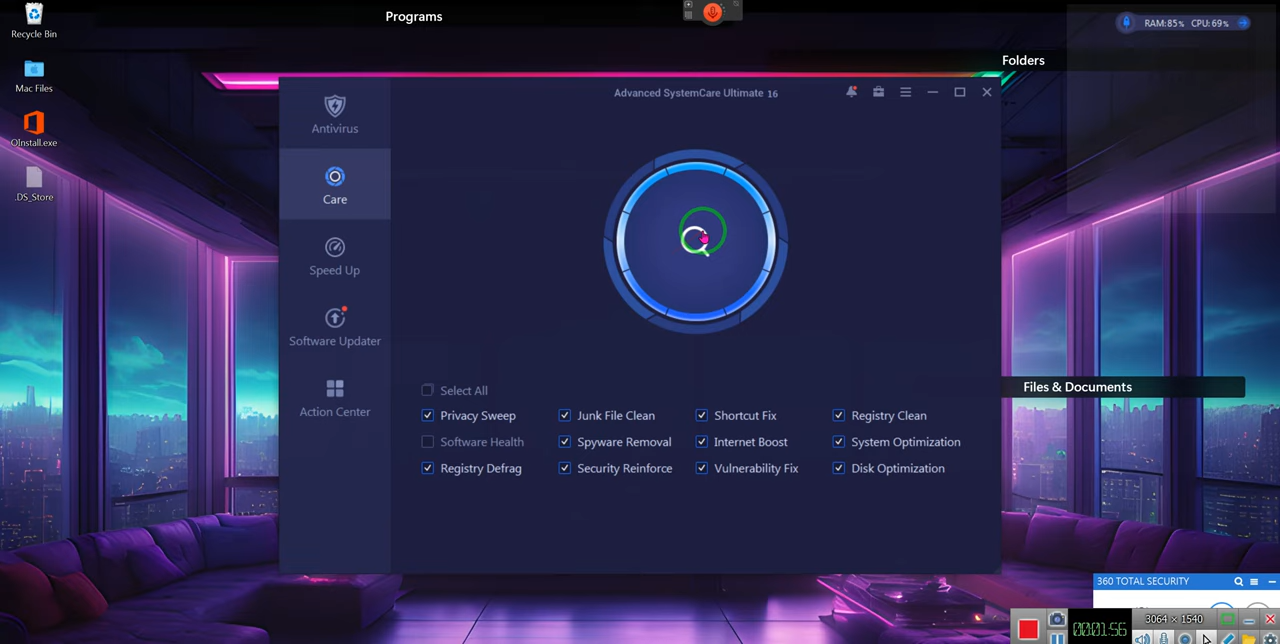 Programs
Recycle Bin
RAM:85% CPU:69%
Folders
Mac Files
Advanced SystemCare Ultimate 16
Antivirus
OInstall.exe
.DS_Store
Care
Speed Up
Software Updater
Action Center
Files & Documents
Select All
Privacy Sweep
Junk File Clean
Shortcut Fix
Registry Clean
Software Health
Spyware Removal
Internet Boost
System Optimization
Registry Defrag
Security Reinforce
Vulnerability Fix
Disk Optimization
360 TOTAL SECURITY
00:01:56
3064 × 1540